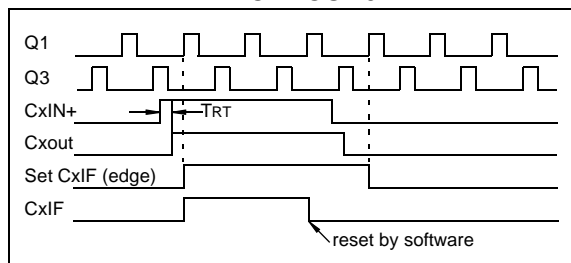 Q1
Q3
CxIN+
TRT
Cxout
Set CxIF (edge)
CxIF
reset by software